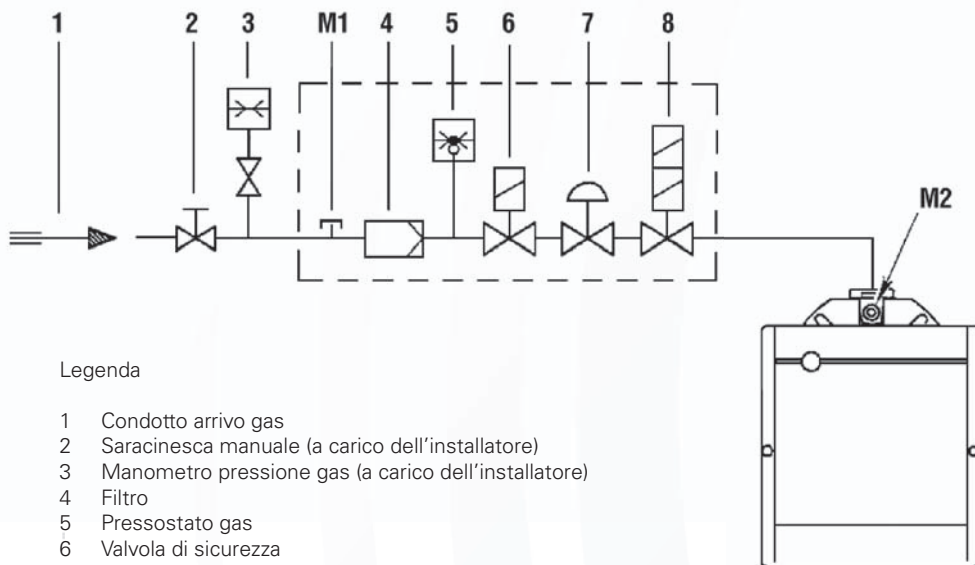 1 2 3 M1 4 5 6 7 8
M2
Legenda
1 Condotto arrivo gas
2 Saracinesca manuale (a carico dell'installatore)
3 Manometro pressione gas (a carico dell'installatore)
4 Filtro
5 Pressostato gas
6 Valvola di sicurezza